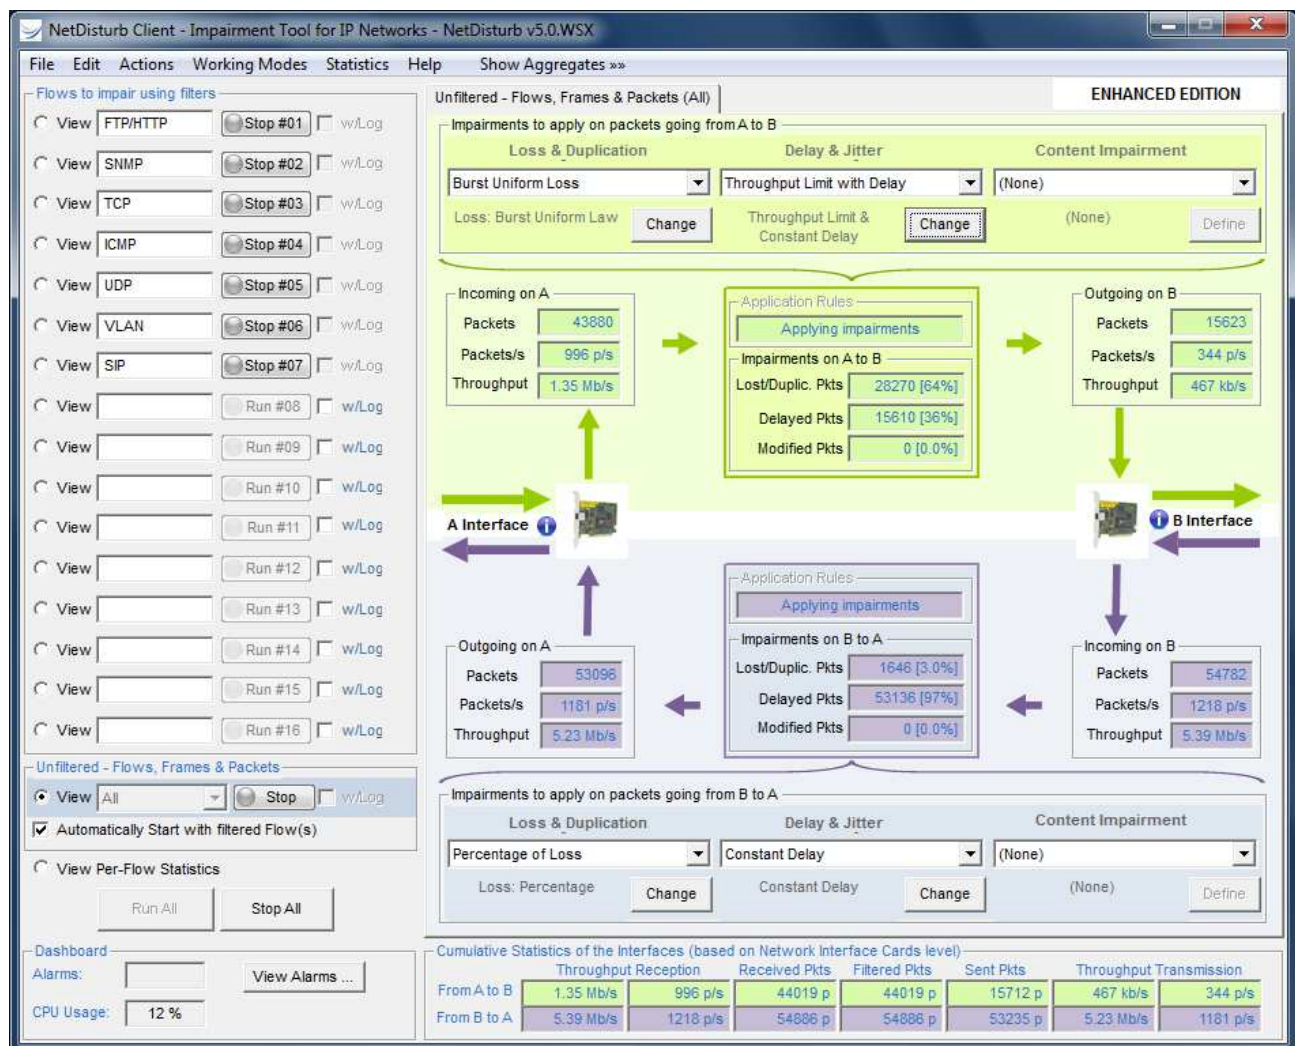 NetDisturb Client - Impairment Tool for IP Networks - NetDisturb v5.0.WSX
File Edit Actions Working Modes Statistics Help Show Aggregates »»
Flows to impair using filters
View FTP/HTTP Stop #01 w/Log
View SNMP Stop #02 w/Log
View TCP Stop #03 w/Log
View ICMP Stop #04 w/Log
View UDP Stop #05 w/Log
View VLAN Stop #06 w/Log
View SIP Stop #07 w/Log
View Run #08 w/Log
View Run #09 w/Log
View Run #10 w/Log
View Run #11 w/Log
View Run #12 w/Log
View Run #13 w/Log
View Run #14 w/Log
View Run #15 w/Log
View Run #16 w/Log
Unfiltered - Flows, Frames & Packets
View All Stop w/Log
Automatically Start with filtered Flow(s)
View Per-Flow Statistics
Run All Stop All
Dashboard
Alarms: View Alarms ...
CPU Usage: 12 %
Unfiltered - Flows, Frames & Packets (All)
ENHANCED EDITION
Impairments to apply on packets going from A to B
Loss & Duplication Delay & Jitter Content Impairment
Burst Uniform Loss Throughput Limit with Delay (None)
Loss: Burst Uniform Law Change Throughput Limit & Constant Delay Change (None) Define
Incoming on A
Packets 43880
Packets/s 996 p/s
Throughput 1.35 Mb/s
Application Rules
Applying impairments
Impairments on A to B
Lost/Duplic. Pkts 28270 [64%]
Delayed Pkts 15610 [36%]
Modified Pkts 0 [0.0%]
Outgoing on B
Packets 15623
Packets/s 344 p/s
Throughput 467 kb/s
A Interface
B Interface
Outgoing on A
Packets 53096
Packets/s 1181 p/s
Throughput 5.23 Mb/s
Application Rules
Applying impairments
Impairments on B to A
Lost/Duplic. Pkts 1646 [3.0%]
Delayed Pkts 53136 [97%]
Modified Pkts 0 [0.0%]
Incoming on B
Packets 54782
Packets/s 1218 p/s
Throughput 5.39 Mb/s
Impairments to apply on packets going from B to A
Loss & Duplication Delay & Jitter Content Impairment
Percentage of Loss Constant Delay (None)
Loss: Percentage Change Constant Delay Change (None) Define
Cumulative Statistics of the Interfaces (based on Network Interface Cards level)
Throughput Reception Received Pkts Filtered Pkts Sent Pkts Throughput Transmission
From A to B 1.35 Mb/s 996 p/s 44019 p 44019 p 15712 p 467 kb/s 344 p/s
From B to A 5.39 Mb/s 1218 p/s 54886 p 54886 p 53235 p 5.23 Mb/s 1181 p/s